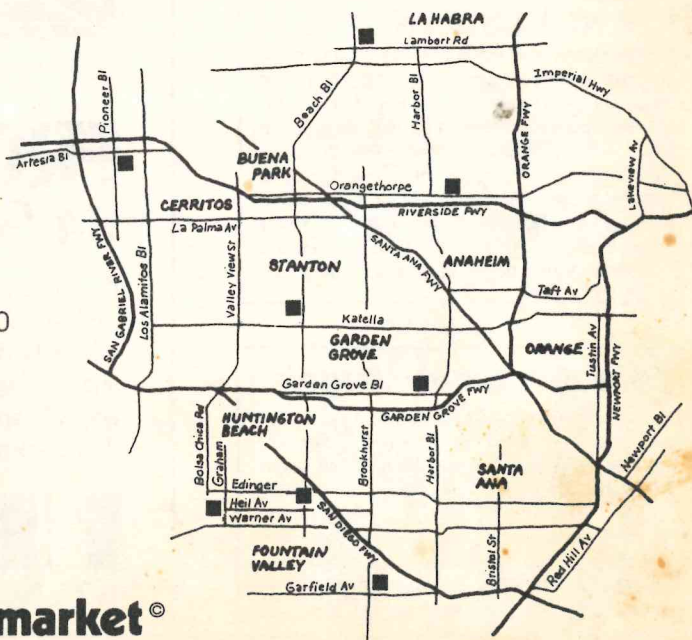 LA HABRA
Lambert Rd
Imperial Hwy
Pioneer Bl
Beach Bl
Harbor Bl
ORANGE FWY
Artesia Bl
BUENA
PARK
Lakeview Av
Orangethorpe
CERRITOS
RIVERSIDE FWY
La Palma Av
SANTA ANA FWY
ANAHEIM
STANTON
SAN GABRIEL RIVER FWY
Los Alamitos Bl
Valley View St
Taft Av
0
Katella
GARDEN
GROVE
ORANGE
Tustin Av
NEWPORT FWY
Garden Grove Bl
GARDEN GROVE FWY
HUNTINGTON
BEACH
Bolsa Chica Rd
Graham
Brookhurst
Harbor Bl
Newport Bl
SANTA
ANA
Edinger
Heil Av
Warner Av
SAN DIEGO FWY
Bristol St
Red Hill Av
FOUNTAIN
VALLEY
Garfield Av
market©